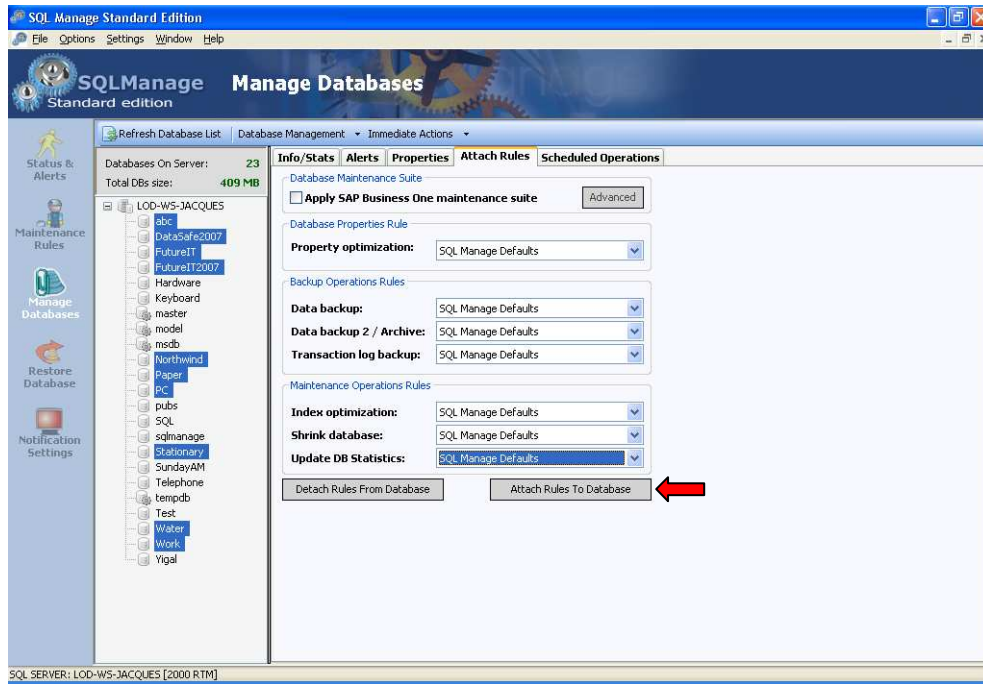 SQL Manage Standard Edition
File Options Settings Window Help
SQLManage
Standard edition
Manage Databases
Refresh Database List Database Management Immediate Actions
Status & Alerts
Maintenance Rules
Manage Databases
Restore Database
Notification Settings
Databases On Server: 23
Total DBs size: 409 MB
LOD-WS-JACQUES
abc
DataSafe2007
FutureIT
FutureIT2007
Hardware
Keyboard
master
model
msdb
Northwind
Paper
PC
pubs
SQL
sqlmanage
Stationary
SundayAM
Telephone
tempdb
Test
Water
Work
Yigal
Info/Stats Alerts Properties Attach Rules Scheduled Operations
Database Maintenance Suite
Apply SAP Business One maintenance suite Advanced
Database Properties Rule
Property optimization: SQL Manage Defaults
Backup Operations Rules
Data backup: SQL Manage Defaults
Data backup 2 / Archive: SQL Manage Defaults
Transaction log backup: SQL Manage Defaults
Maintenance Operations Rules
Index optimization: SQL Manage Defaults
Shrink database: SQL Manage Defaults
Update DB Statistics: SQL Manage Defaults
Detach Rules From Database Attach Rules To Database
SQL SERVER: LOD-WS-JACQUES [2000 RTM]